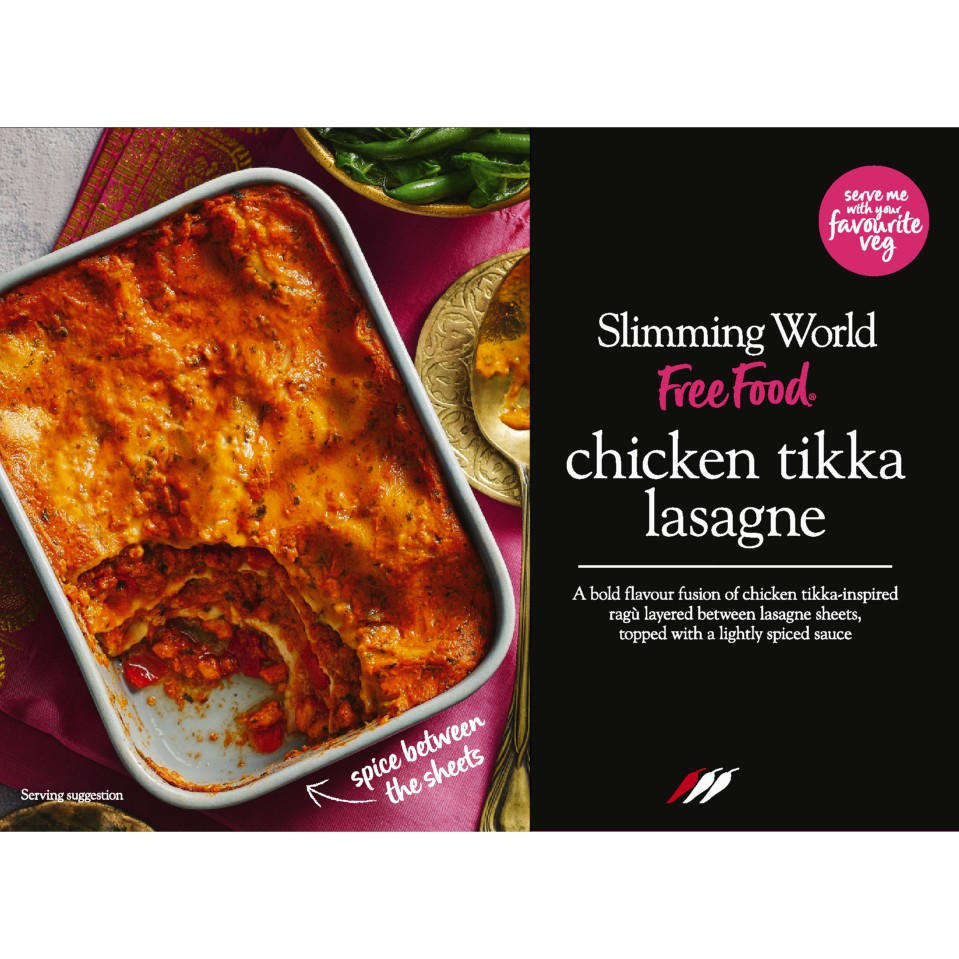 serve me
with your
favourite
veg
Slimming World
Free Food®
chicken tikka
lasagne
A bold flavour fusion of chicken tikka-inspired
ragù layered between lasagne sheets,
topped with a lightly spiced sauce
spice between
the sheets
Serving suggestion